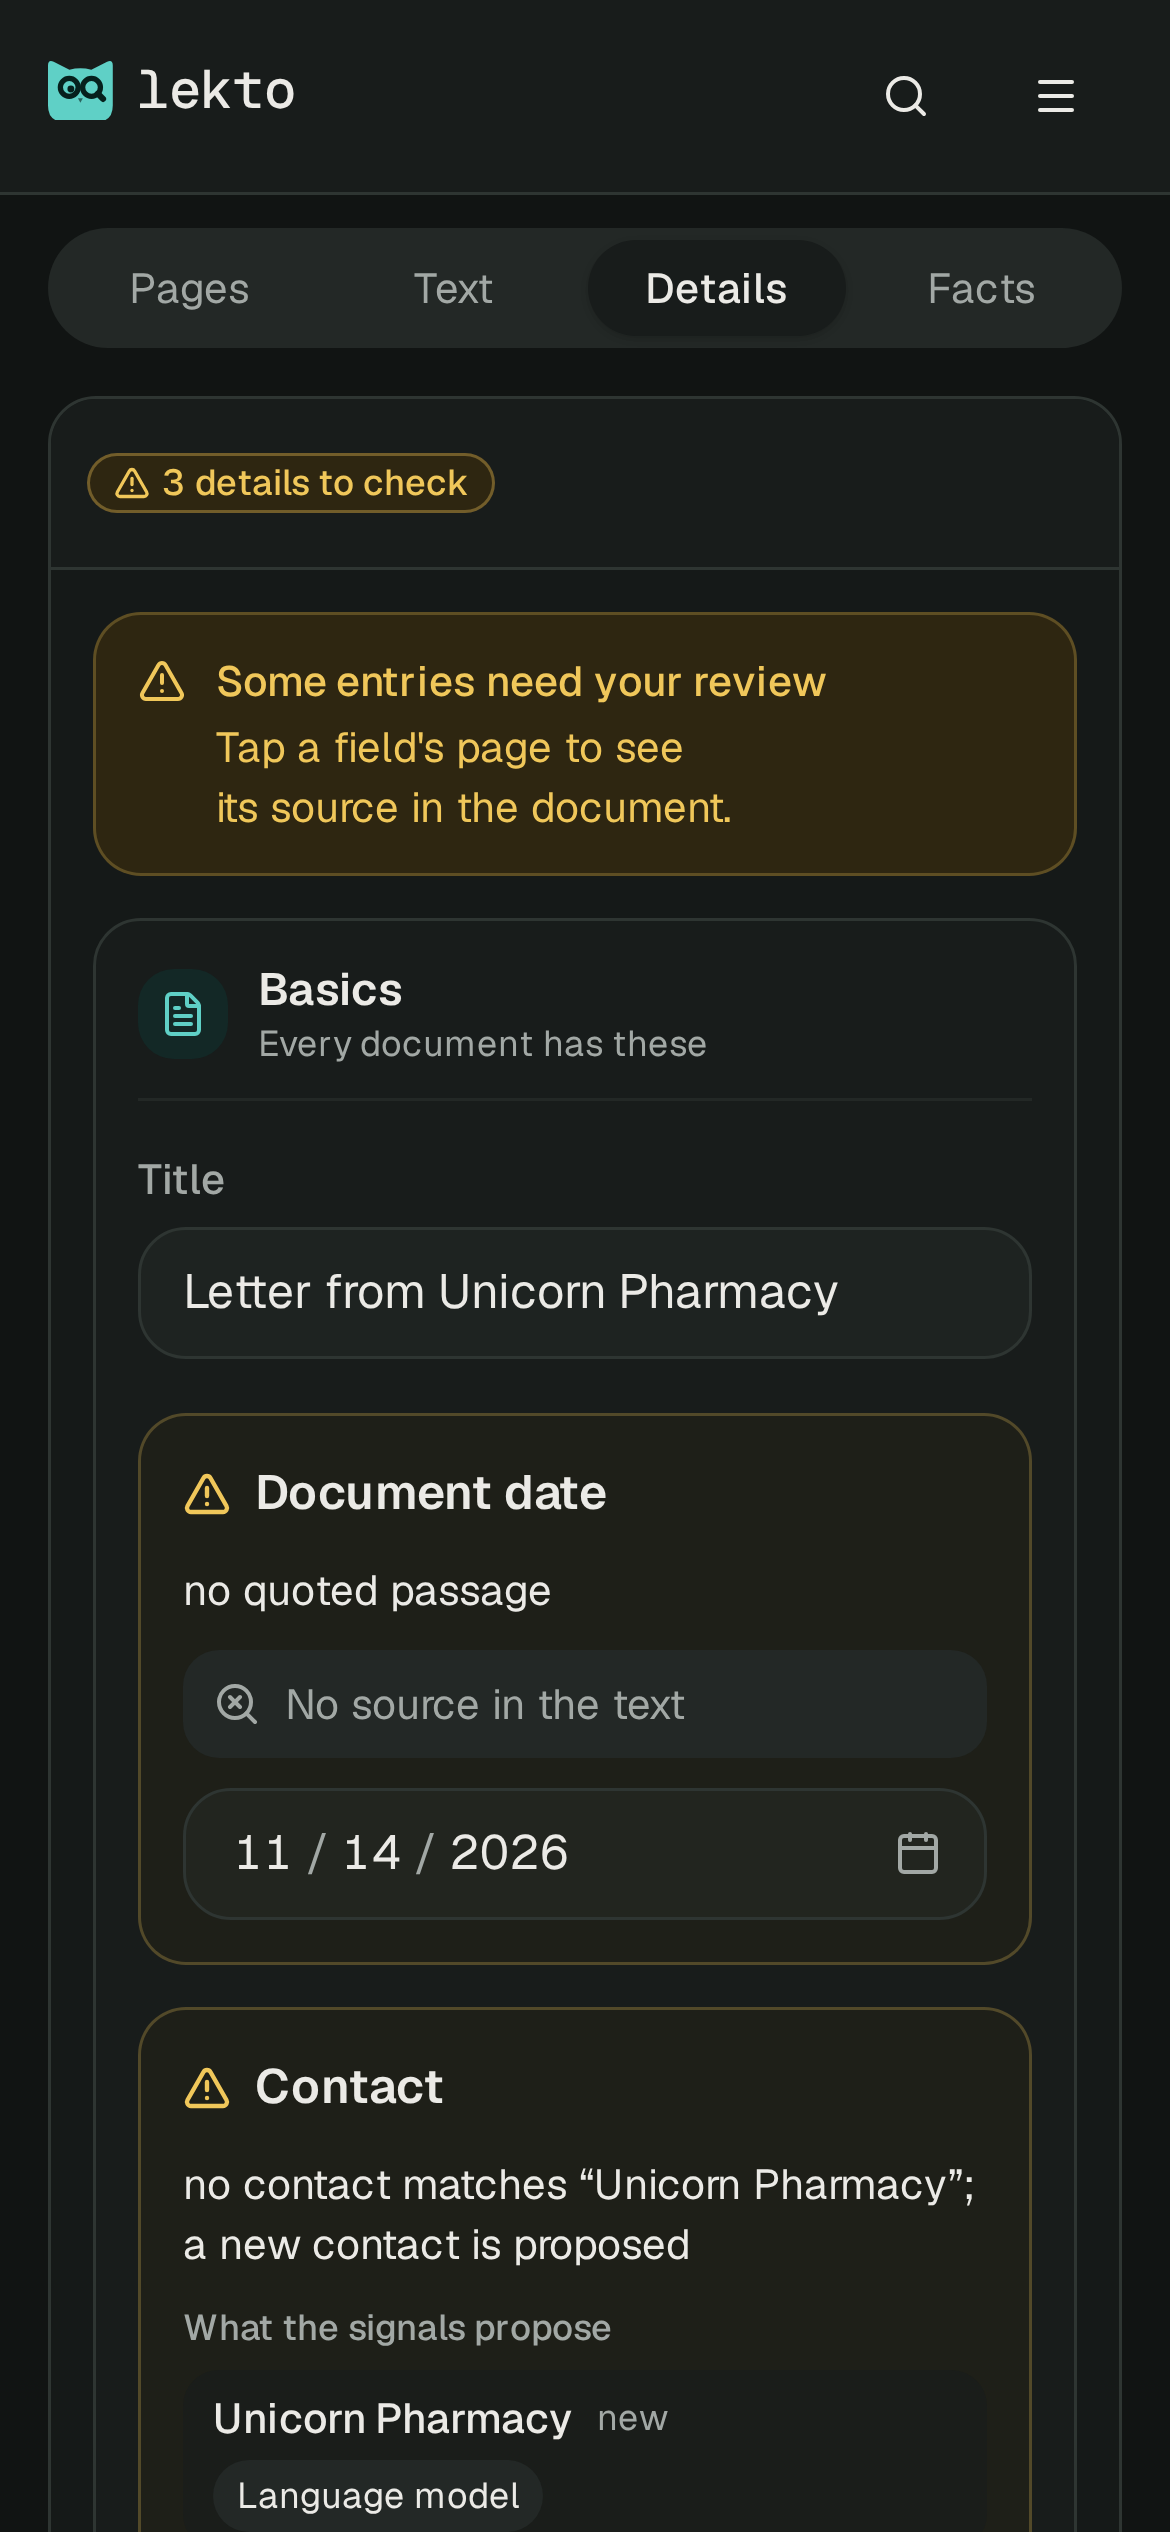 lekto
Pages Text Details Facts
3 details to check
Some entries need your review
Tap a field's page to see
its source in the document.
Basics
Every document has these
Title
Letter from Unicorn Pharmacy
Document date
no quoted passage
No source in the text
11 / 14 / 2026
Contact
no contact matches “Unicorn Pharmacy”;
a new contact is proposed
What the signals propose
Unicorn Pharmacy new
Language model